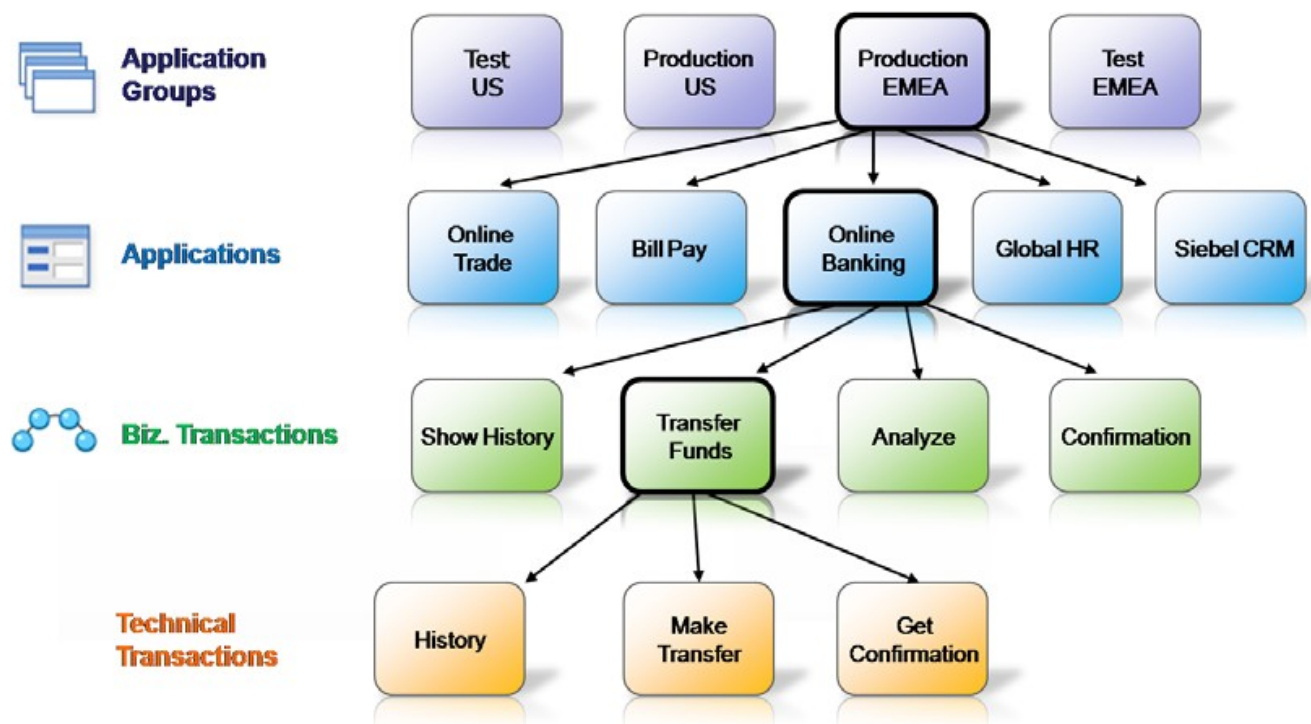 Application
Groups
Test
US
Production
US
Production
EMEA
Test
EMEA
Applications
Online
Trade
Bill Pay
Online
Banking
Global HR
Siebel CRM
Biz. Transactions
Show History
Transfer
Funds
Analyze
Confirmation
Technical
Transactions
History
Make
Transfer
Get
Confirmation